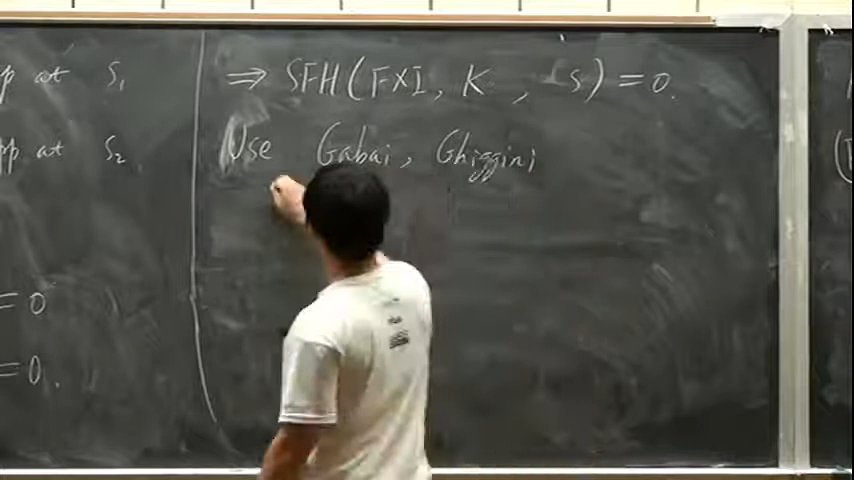 pp at S₁
pp at S₂
= 0
= 0.
⇒ SFH(F×I, K, -S) = 0.
Use Gabai, Ghiggini